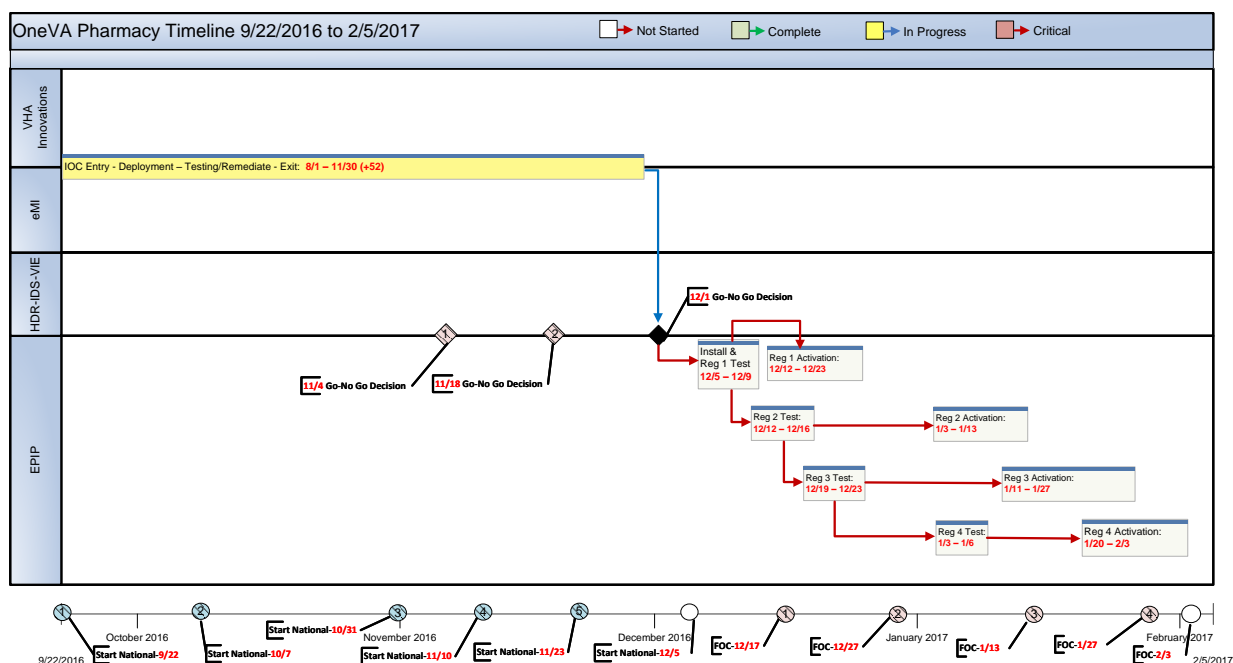 OneVA Pharmacy Timeline 9/22/2016 to 2/5/2017
Not Started
Complete
In Progress
Critical
VHA
Innovations
IOC Entry - Deployment – Testing/Remediate - Exit: 8/1 – 11/30 (+52)
eMI
HDR-IDS-VIE
12/1 Go-No Go Decision
1
2
11/4 Go-No Go Decision
11/18 Go-No Go Decision
EPIP
Install &
Reg 1 Test
12/5 – 12/9
Reg 1 Activation:
12/12 – 12/23
Reg 2 Test:
12/12 – 12/16
Reg 2 Activation:
1/3 – 1/13
Reg 3 Test:
12/19 – 12/23
Reg 3 Activation:
1/11 – 1/27
Reg 4 Test:
1/3 – 1/6
Reg 4 Activation:
1/20 – 2/3
1
2
3
4
5
1
2
3
4
October 2016
November 2016
December 2016
January 2017
February 2017
Start National-9/22
Start National-10/7
Start National-10/31
Start National-11/10
Start National-11/23
Start National-12/5
FOC-12/17
FOC-12/27
FOC-1/13
FOC-1/27
FOC-2/3
9/22/2016
2/5/2017